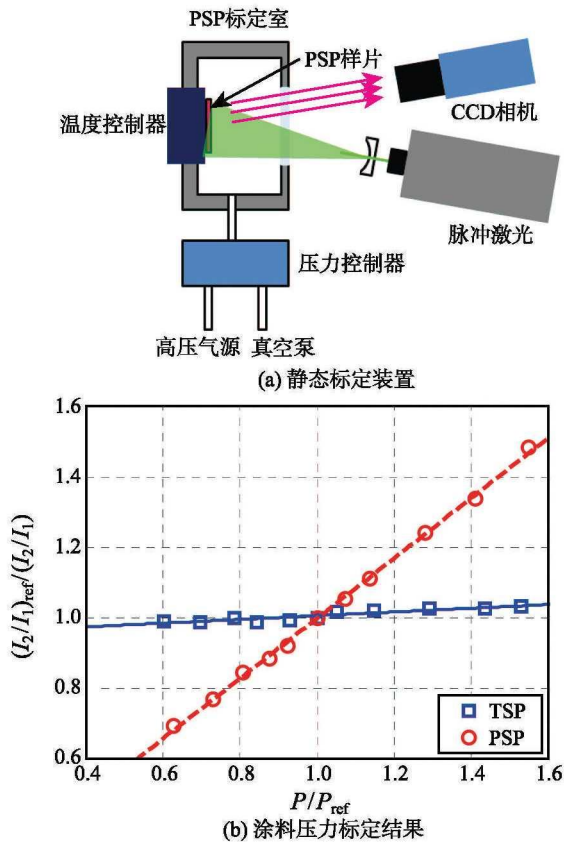 PSP标定室
PSP样片
CCD相机
温度控制器
脉冲激光
压力控制器
高压气源 真空泵
(a) 静态标定装置
1.6
1.4
1.2
1.0
0.8
0.6
(I₂/I₁)ref/(I₂/I₁)
TSP
PSP
0.4 0.6 0.8 1.0 1.2 1.4 1.6
P/Pref
(b) 涂料压力标定结果